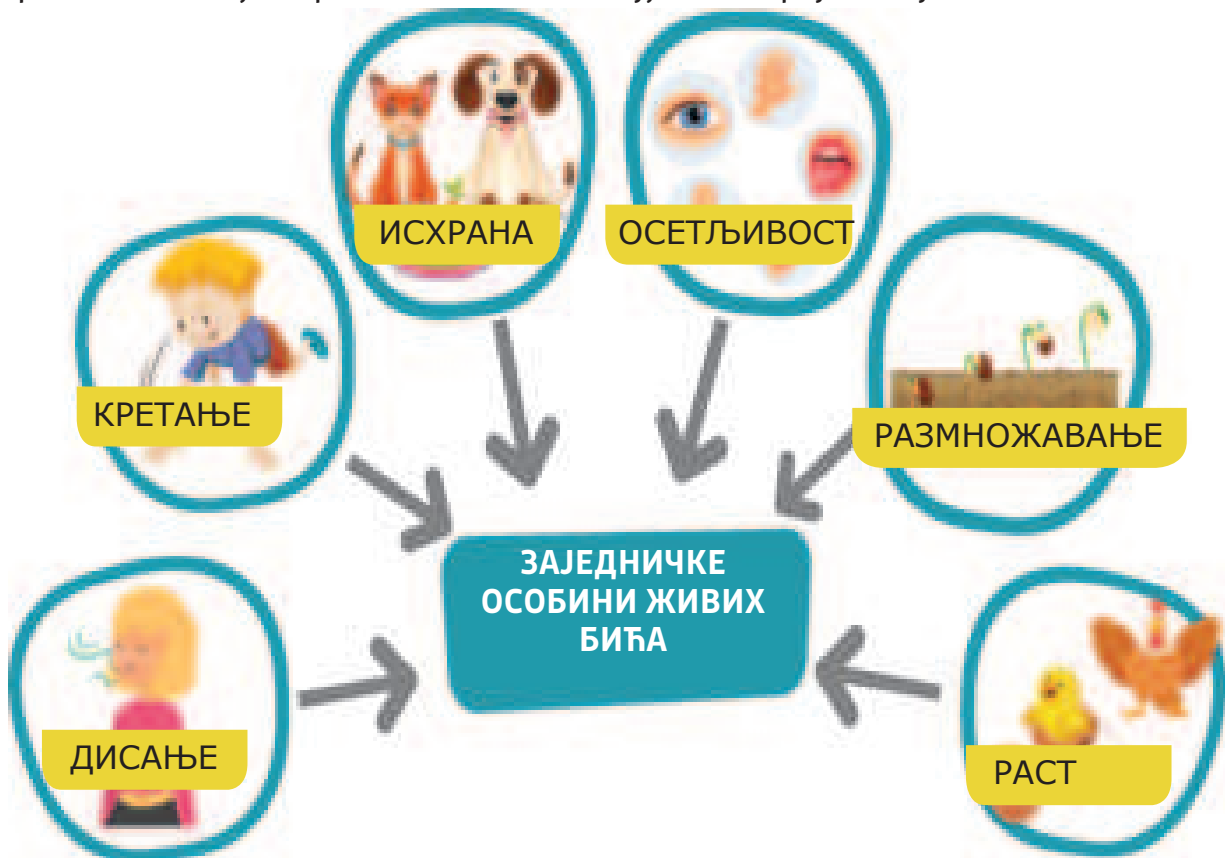 ИСХРАНА
ОСЕТЉИВОСТ
КРЕТАЊЕ
РАЗМНОЖАВАЊЕ
ЗАЈЕДНИЧКЕ
ОСОБИНИ ЖИВИХ
БИЋА
ДИСАЊЕ
РАСТ